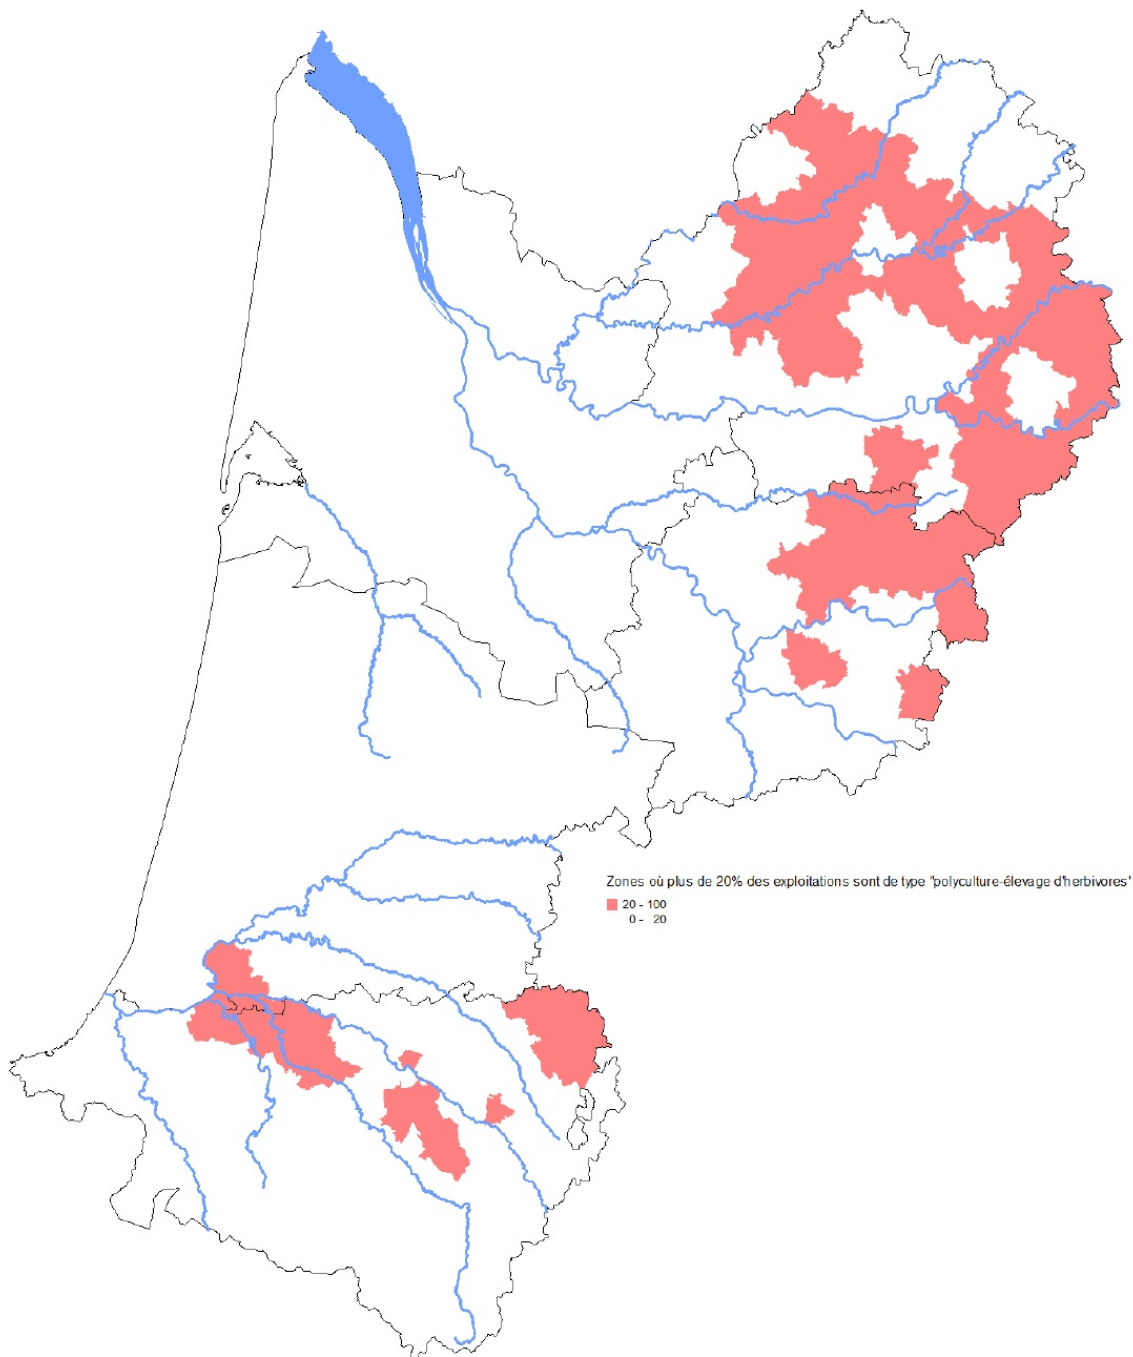 Zones où plus de 20% des exploitations sont de type "polyculture-élevage d'herbivores"
20 - 100
0 - 20